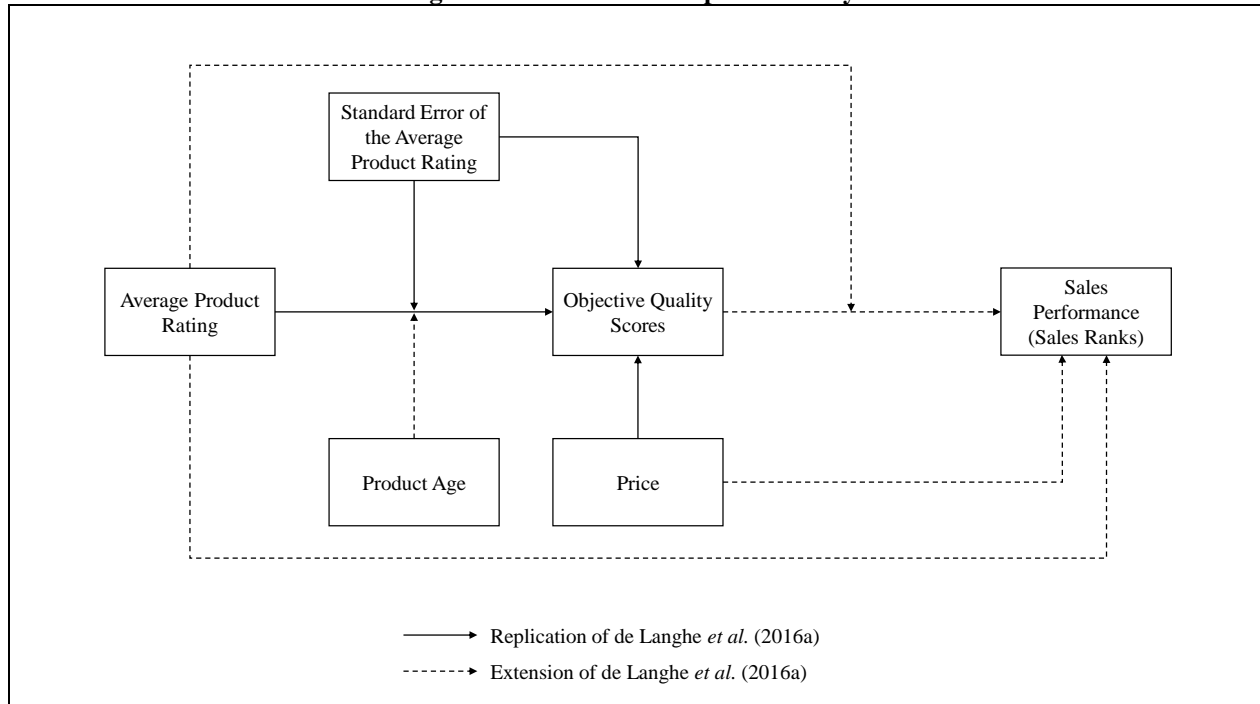 Standard Error of
the Average
Product Rating
Average Product
Rating
Objective Quality
Scores
Sales
Performance
(Sales Ranks)
Product Age
Price
Replication of de Langhe et al. (2016a)
Extension of de Langhe et al. (2016a)